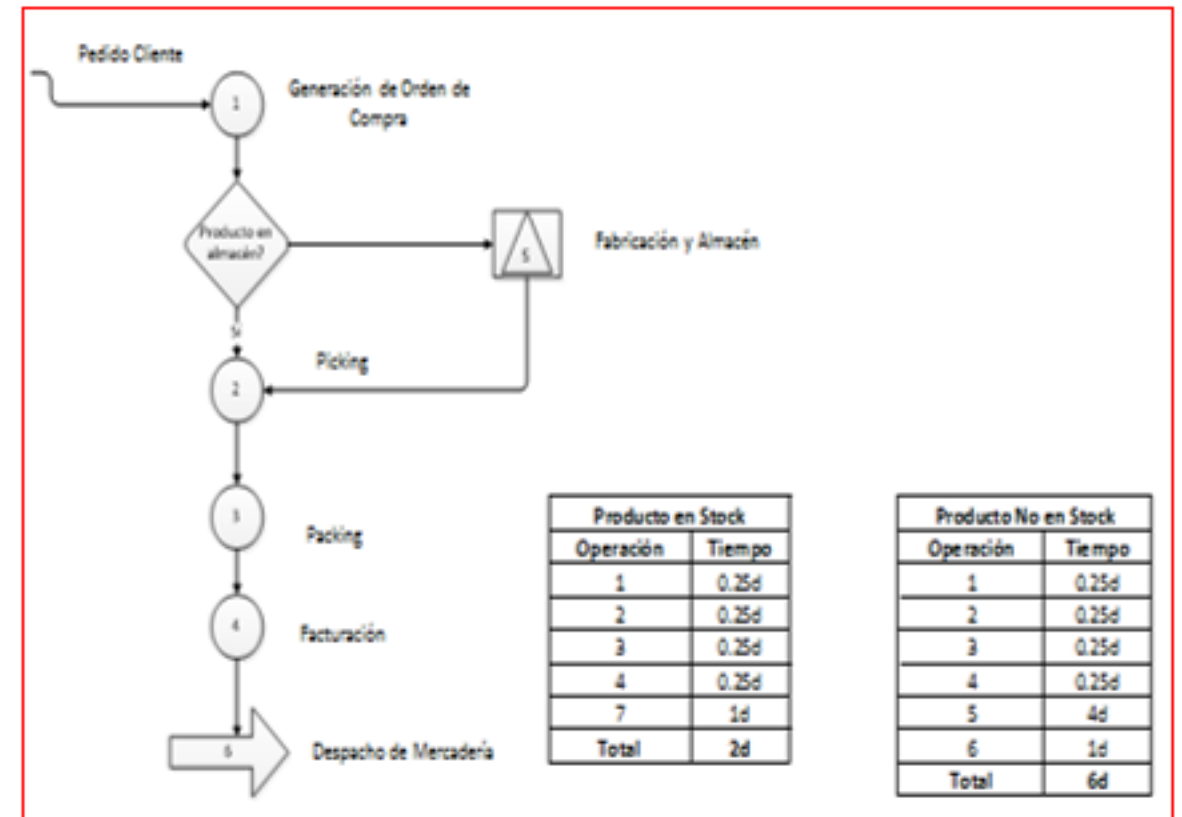 Pedido Cliente
1
Generación de Orden de
Compra
Producto en
almacén?
5
Fabricación y Almacén
Si
Picking
2
3
Packing
4
Facturación
6
Despacho de Mercadería
Producto en Stock
Operación Tiempo
1 0.25d
2 0.25d
3 0.25d
4 0.25d
7 1d
Total 2d
Producto No en Stock
Operación Tiempo
1 0.25d
2 0.25d
3 0.25d
4 0.25d
5 4d
6 1d
Total 6d